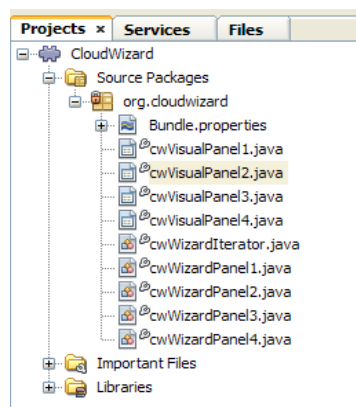 Projects × Services Files
CloudWizard
Source Packages
org.cloudwizard
Bundle.properties
cwVisualPanel1.java
cwVisualPanel2.java
cwVisualPanel3.java
cwVisualPanel4.java
cwWizardIterator.java
cwWizardPanel1.java
cwWizardPanel2.java
cwWizardPanel3.java
cwWizardPanel4.java
Important Files
Libraries